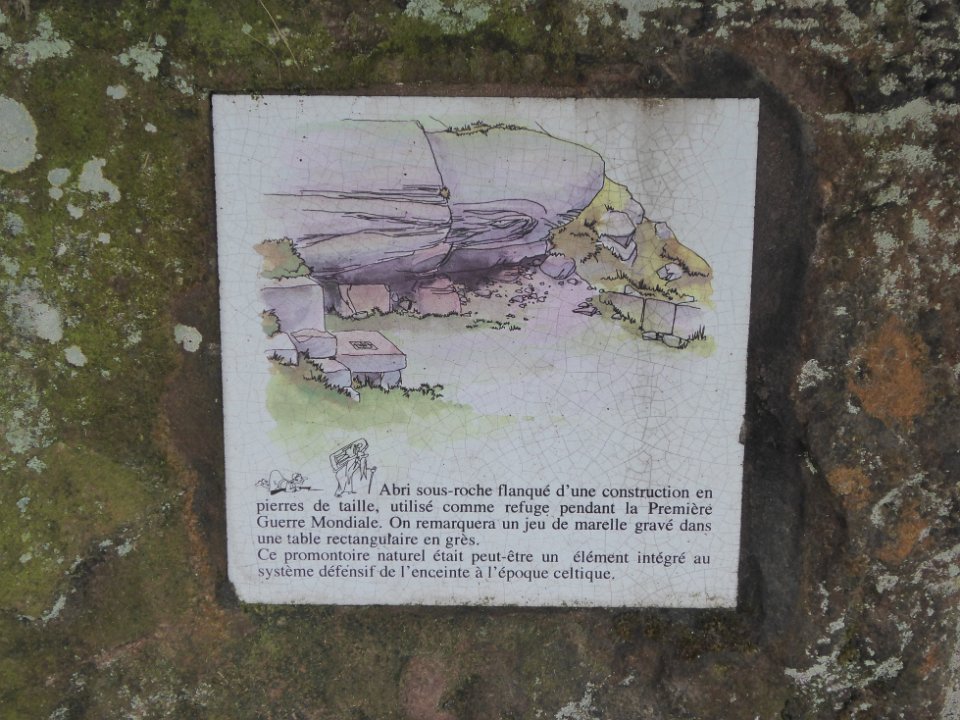 Abri sous-roche flanqué d'une construction en
pierres de taille, utilisé comme refuge pendant la Première
Guerre Mondiale. On remarquera un jeu de marelle gravé dans
une table rectangulaire en grès.
Ce promontoire naturel était peut-être un élément intégré au
système défensif de l'enceinte à l'époque celtique.